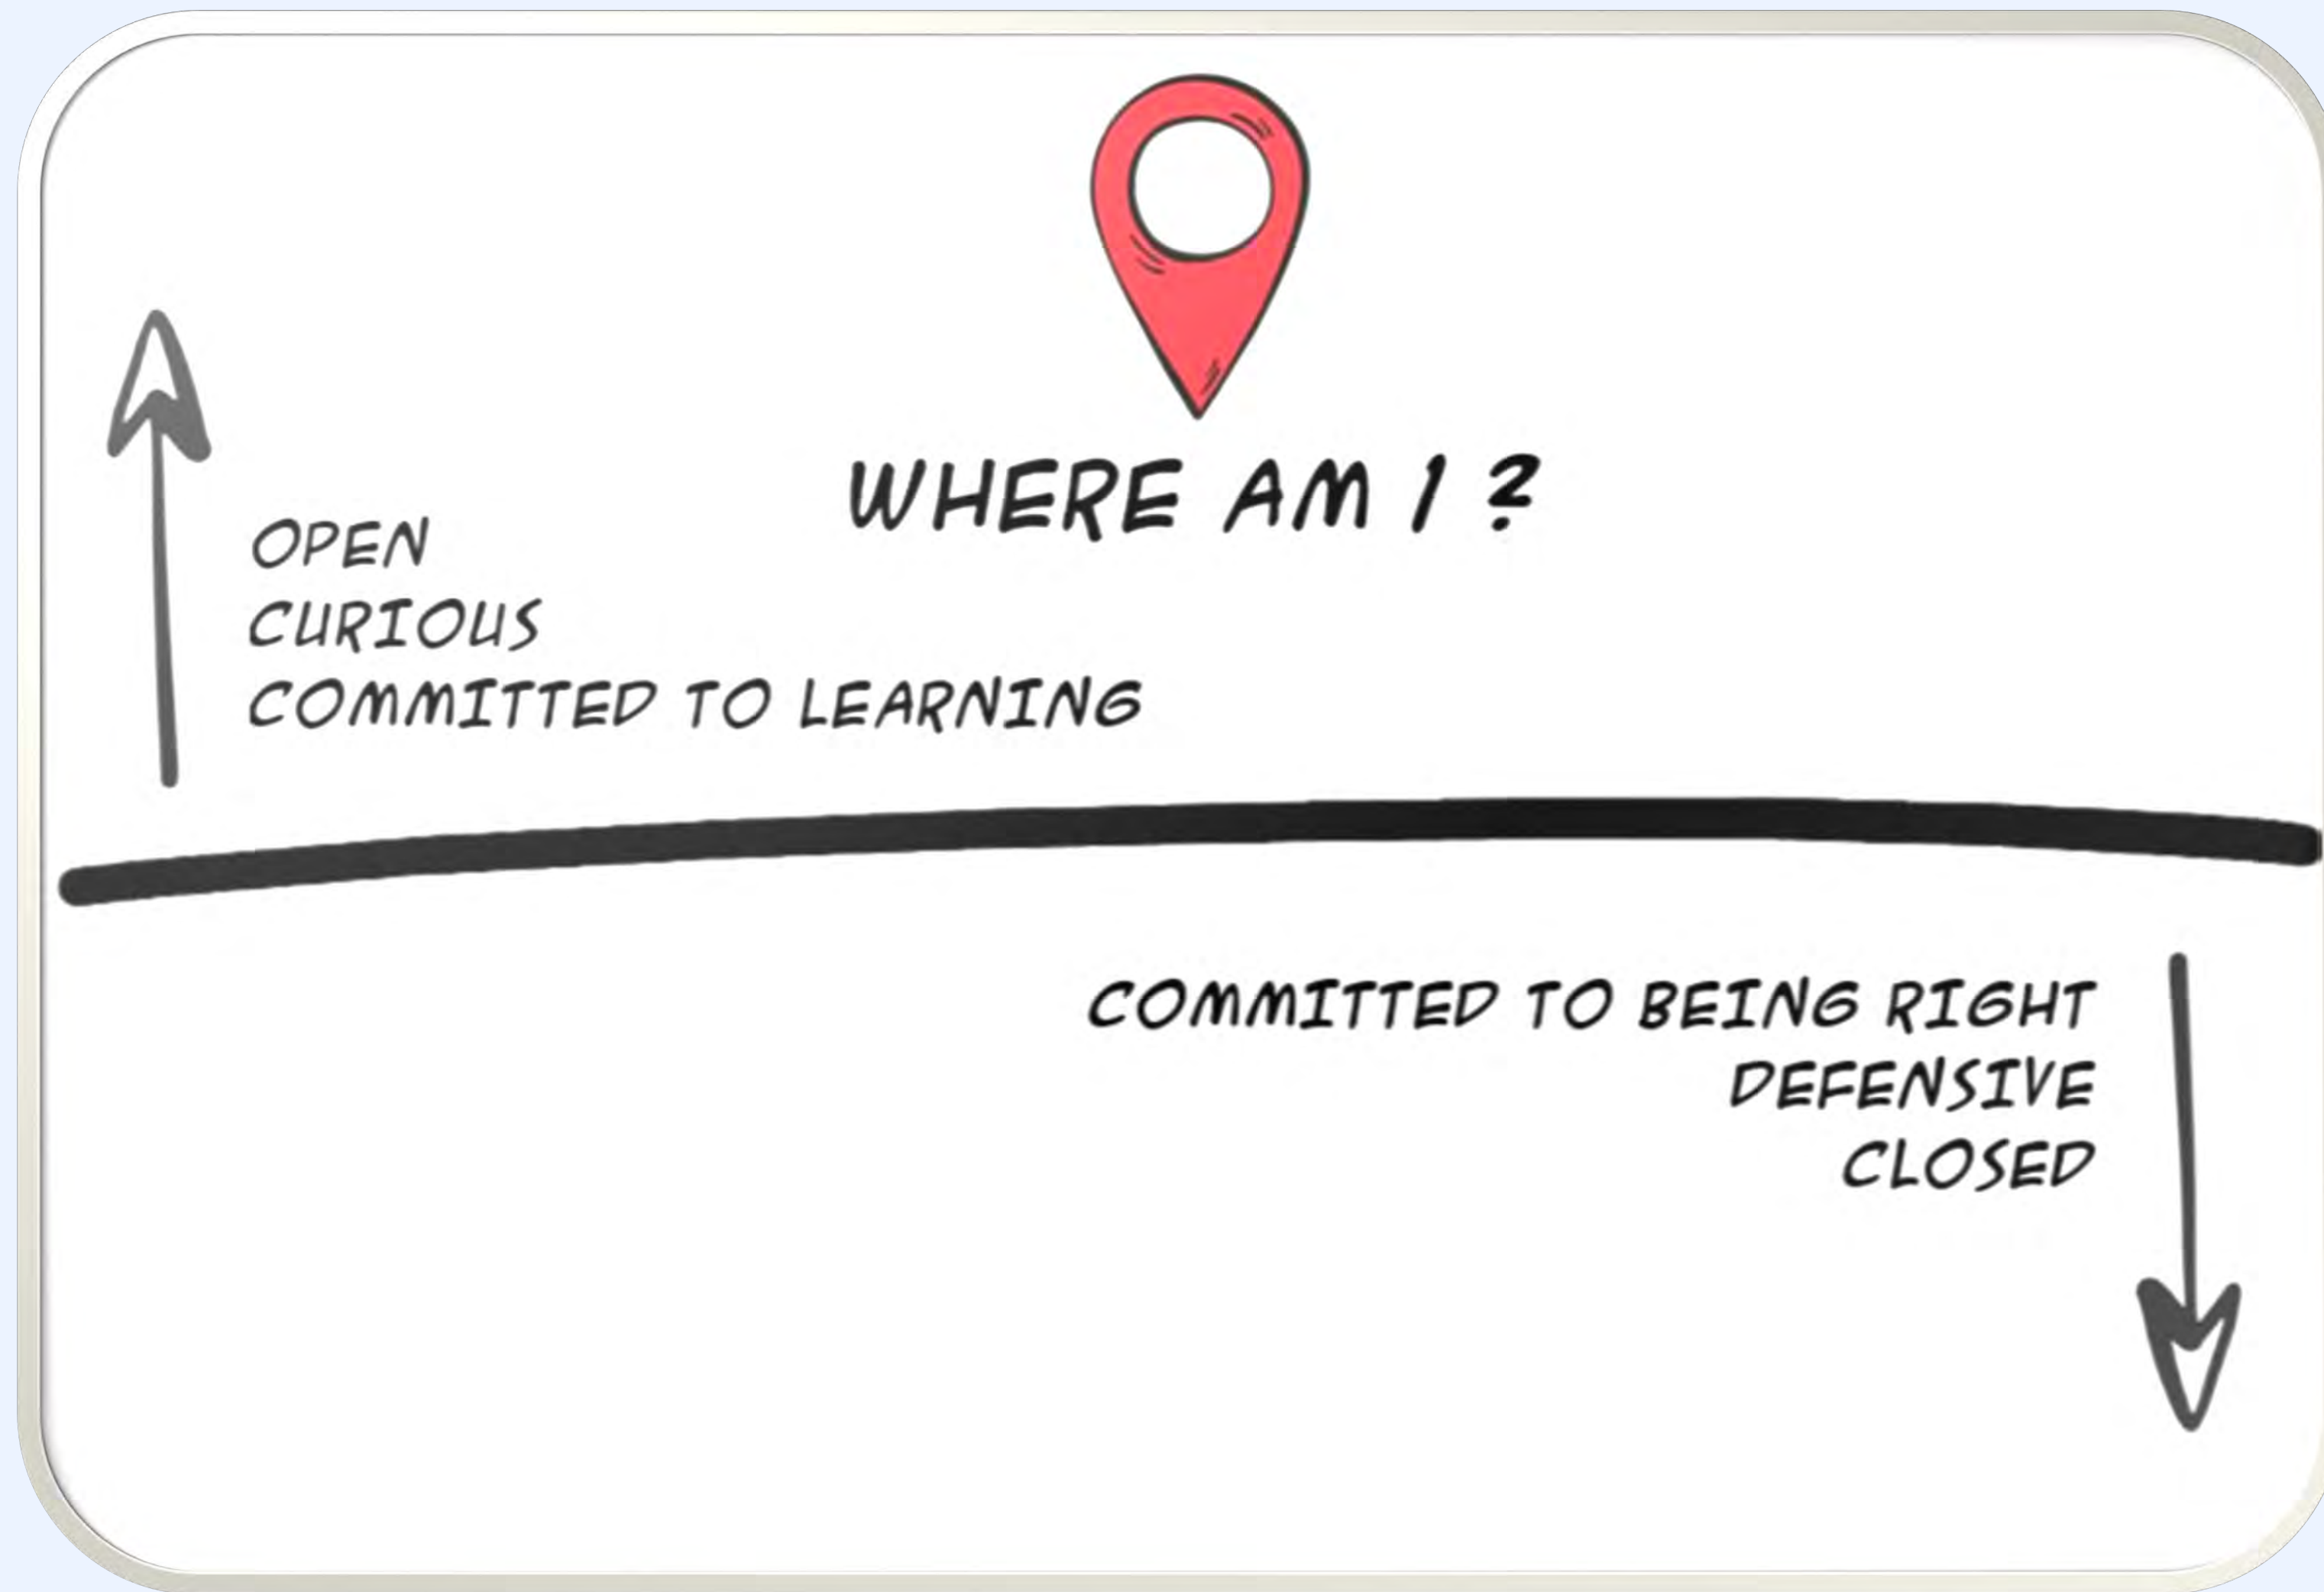 WHERE AM I ?
OPEN
CURIOUS
COMMITTED TO LEARNING
COMMITTED TO BEING RIGHT
DEFENSIVE
CLOSED